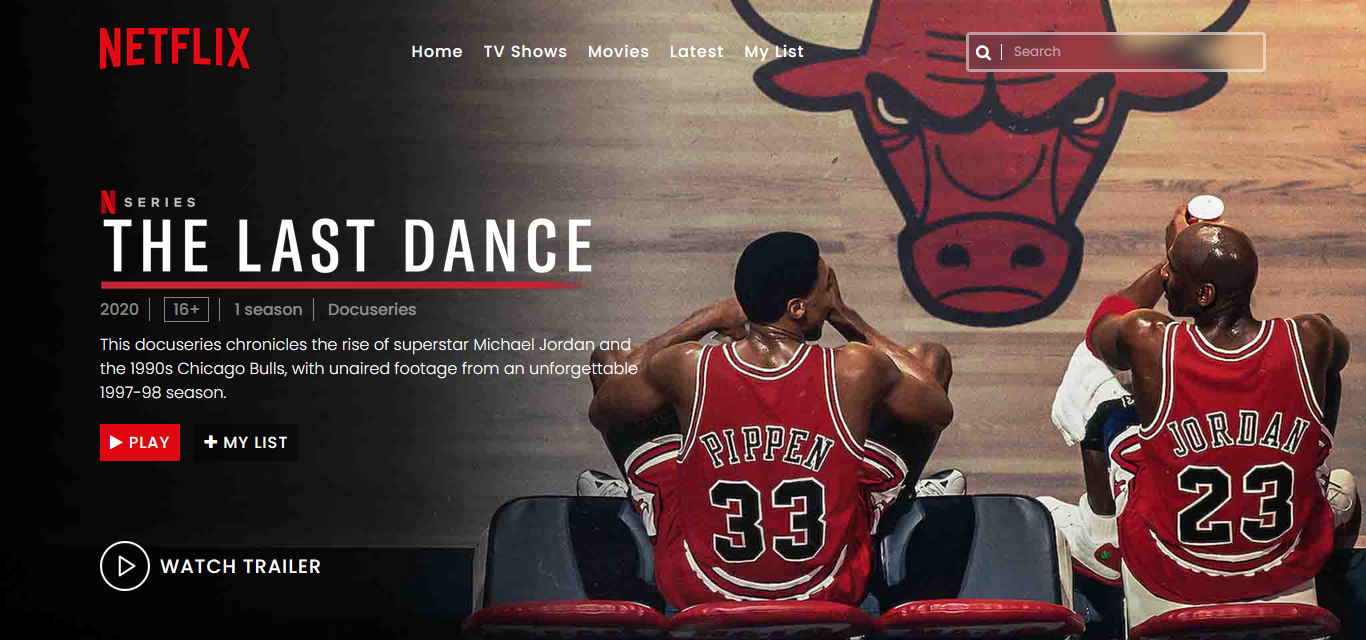 NETFLIX
Home TV Shows Movies Latest My List
Search
N SERIES
THE LAST DANCE
2020 16+ 1 season Docuseries
This docuseries chronicles the rise of superstar Michael Jordan and
the 1990s Chicago Bulls, with unaired footage from an unforgettable
1997-98 season.
PLAY + MY LIST
WATCH TRAILER
PIPPEN
33
JORDAN
23